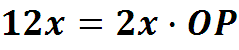 12x = 2x · OP